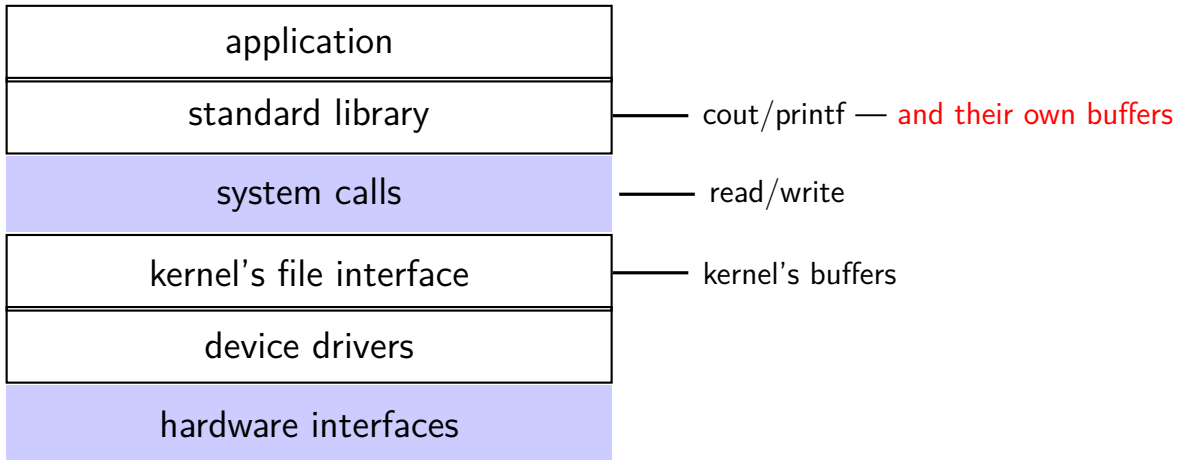 application
standard library
cout/printf — and their own buffers
system calls
read/write
kernel's file interface
kernel's buffers
device drivers
hardware interfaces